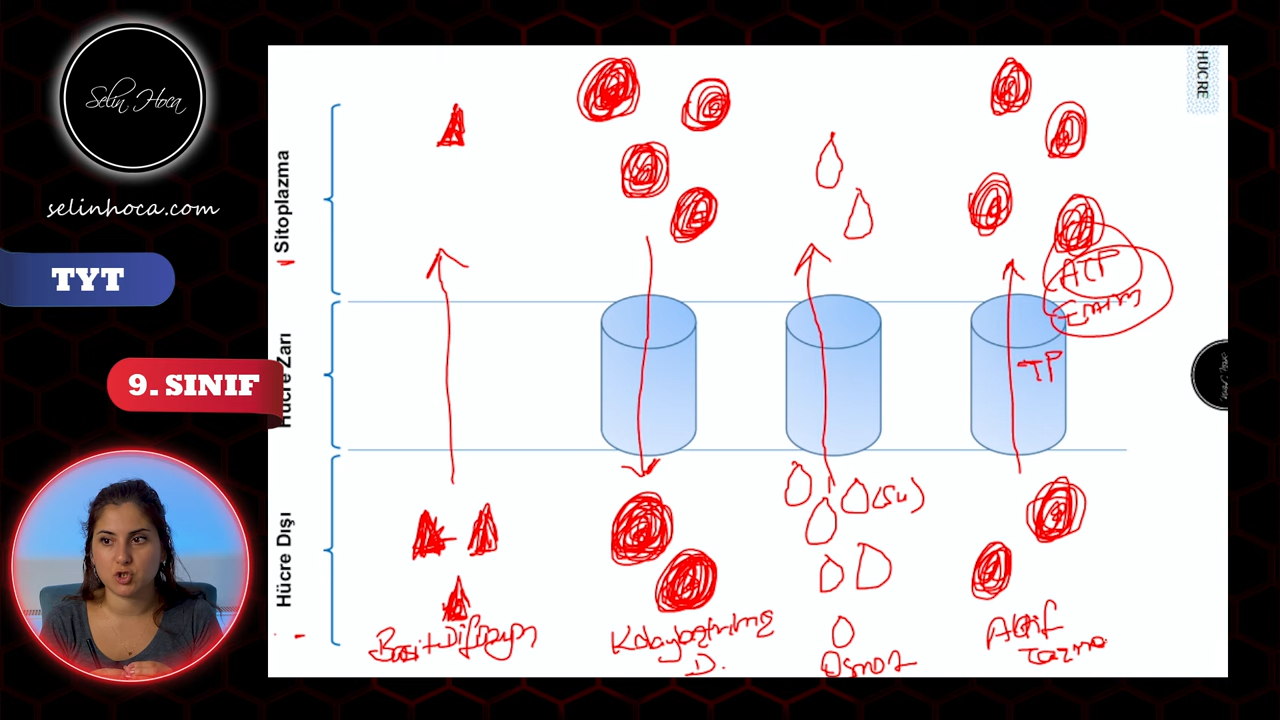 Selin Hoca
selinhoca.com
TYT
9. SINIF
HÜCRE
Sitoplazma
Hücre Zarı
Hücre Dışı
ATP
Enzim
TP
(su)
Basit Difüzyon
Kolaylaştırılmış
D.
Osmoz
Aktif
Taşıma